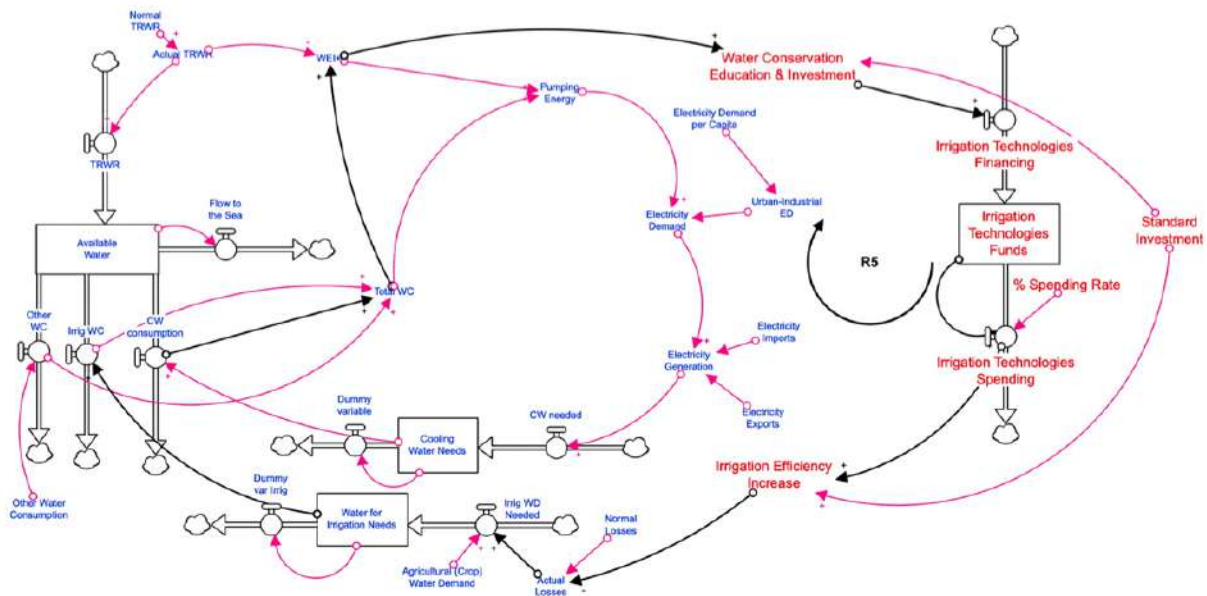 Normal
TRWR
Actual TRWR
WEI+
Water Conservation
Education & Investment
Pumping
Energy
Electricity Demand
per Capita
TRWR
Irrigation Technologies
Financing
Flow to
the Sea
Available
Water
Electricity
Demand
Urban-Industrial
ED
Irrigation
Technologies
Funds
Standard
Investment
R5
% Spending Rate
Total WC
Other
WC
Irrig WC
CW
consumption
Electricity
Imports
Electricity
Generation
Irrigation Technologies
Spending
Electricity
Exports
Dummy
variable
CW needed
Cooling
Water Needs
Irrigation Efficiency
Increase
Other Water
Consumption
Dummy
var Irrig
Water for
Irrigation Needs
Irrig WD
Needed
Normal
Losses
Agricultural (Crop)
Water Demand
Actual
Losses